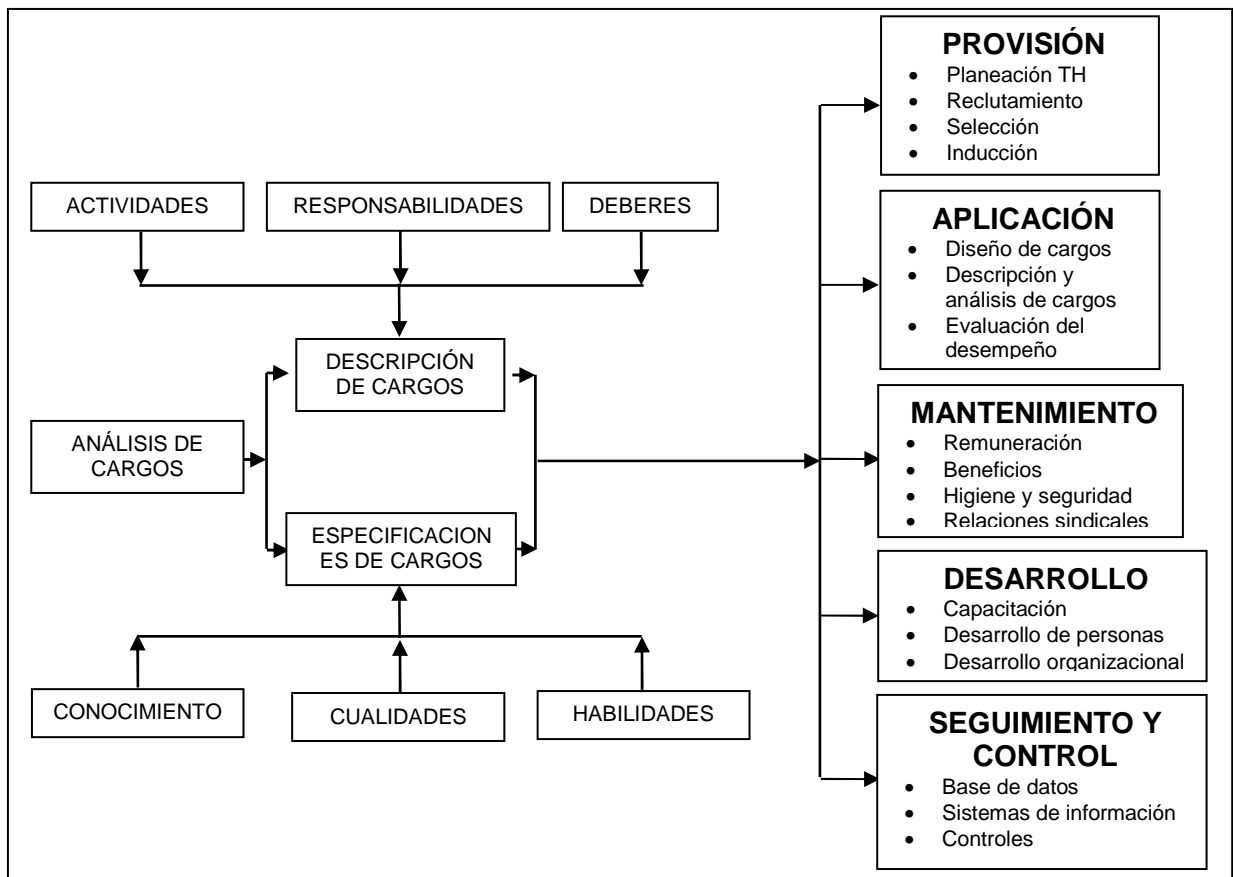 ACTIVIDADES
RESPONSABILIDADES
DEBERES
DESCRIPCIÓN
DE CARGOS
ANÁLISIS DE
CARGOS
ESPECIFICACION
ES DE CARGOS
CONOCIMIENTO
CUALIDADES
HABILIDADES
PROVISIÓN
• Planeación TH
• Reclutamiento
• Selección
• Inducción
APLICACIÓN
• Diseño de cargos
• Descripción y
análisis de cargos
• Evaluación del
desempeño
MANTENIMIENTO
• Remuneración
• Beneficios
• Higiene y seguridad
• Relaciones sindicales
DESARROLLO
• Capacitación
• Desarrollo de personas
• Desarrollo organizacional
SEGUIMIENTO Y
CONTROL
• Base de datos
• Sistemas de información
• Controles